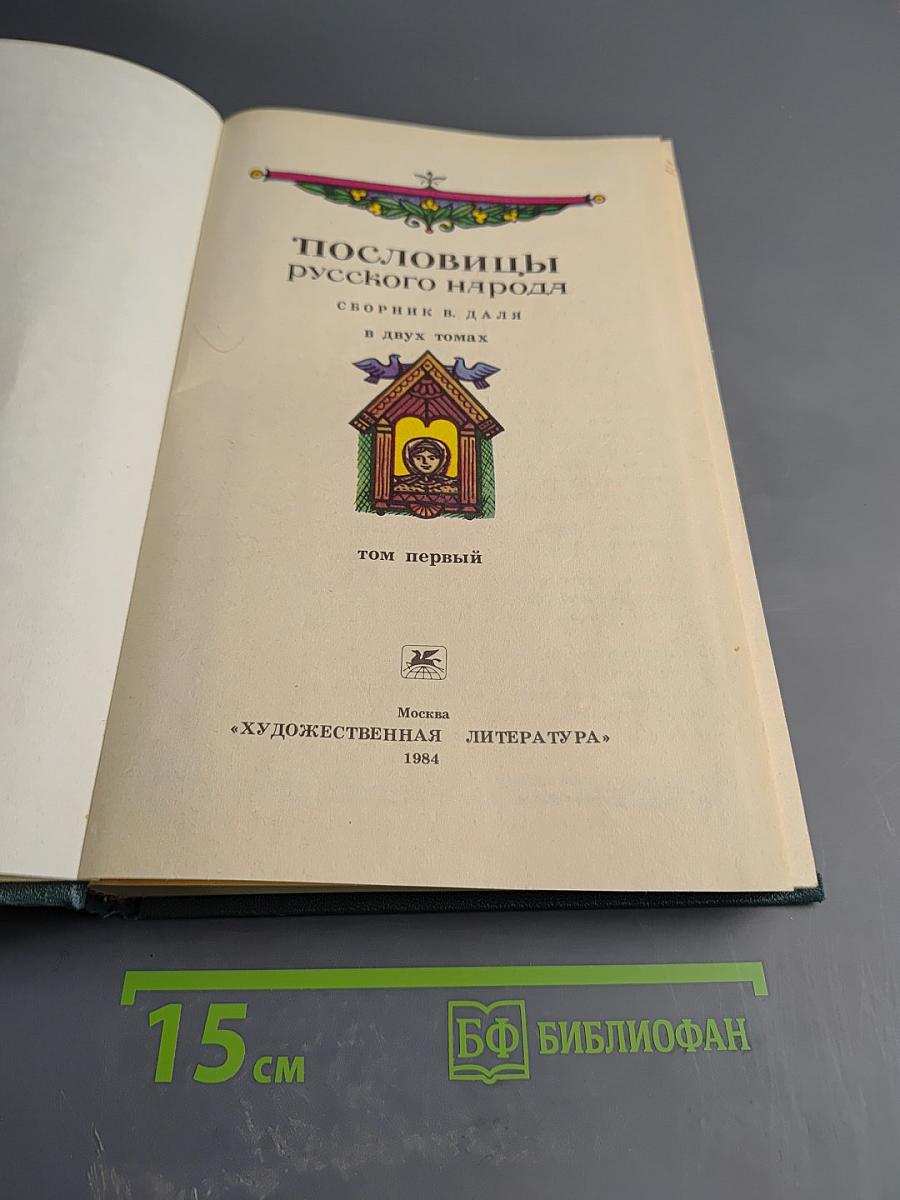 ПОСЛОВИЦЫ
РУССКОГО НАРОДА
СБОРНИК В. ДАЛЯ
в двух томах
том первый
Москва
«ХУДОЖЕСТВЕННАЯ ЛИТЕРАТУРА»
1984
15 см
БФ БИБЛИОФАН